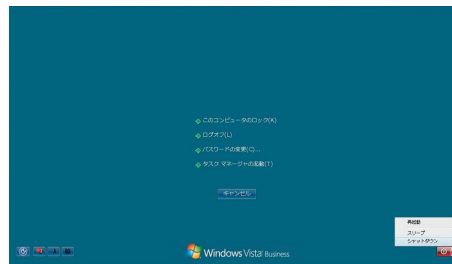 このコンピュータのロック(K)
ログオフ(L)
パスワードの変更(C)...
タスク マネージャの起動(T)
キャンセル
再起動
スリープ
シャットダウン
Windows Vista Business